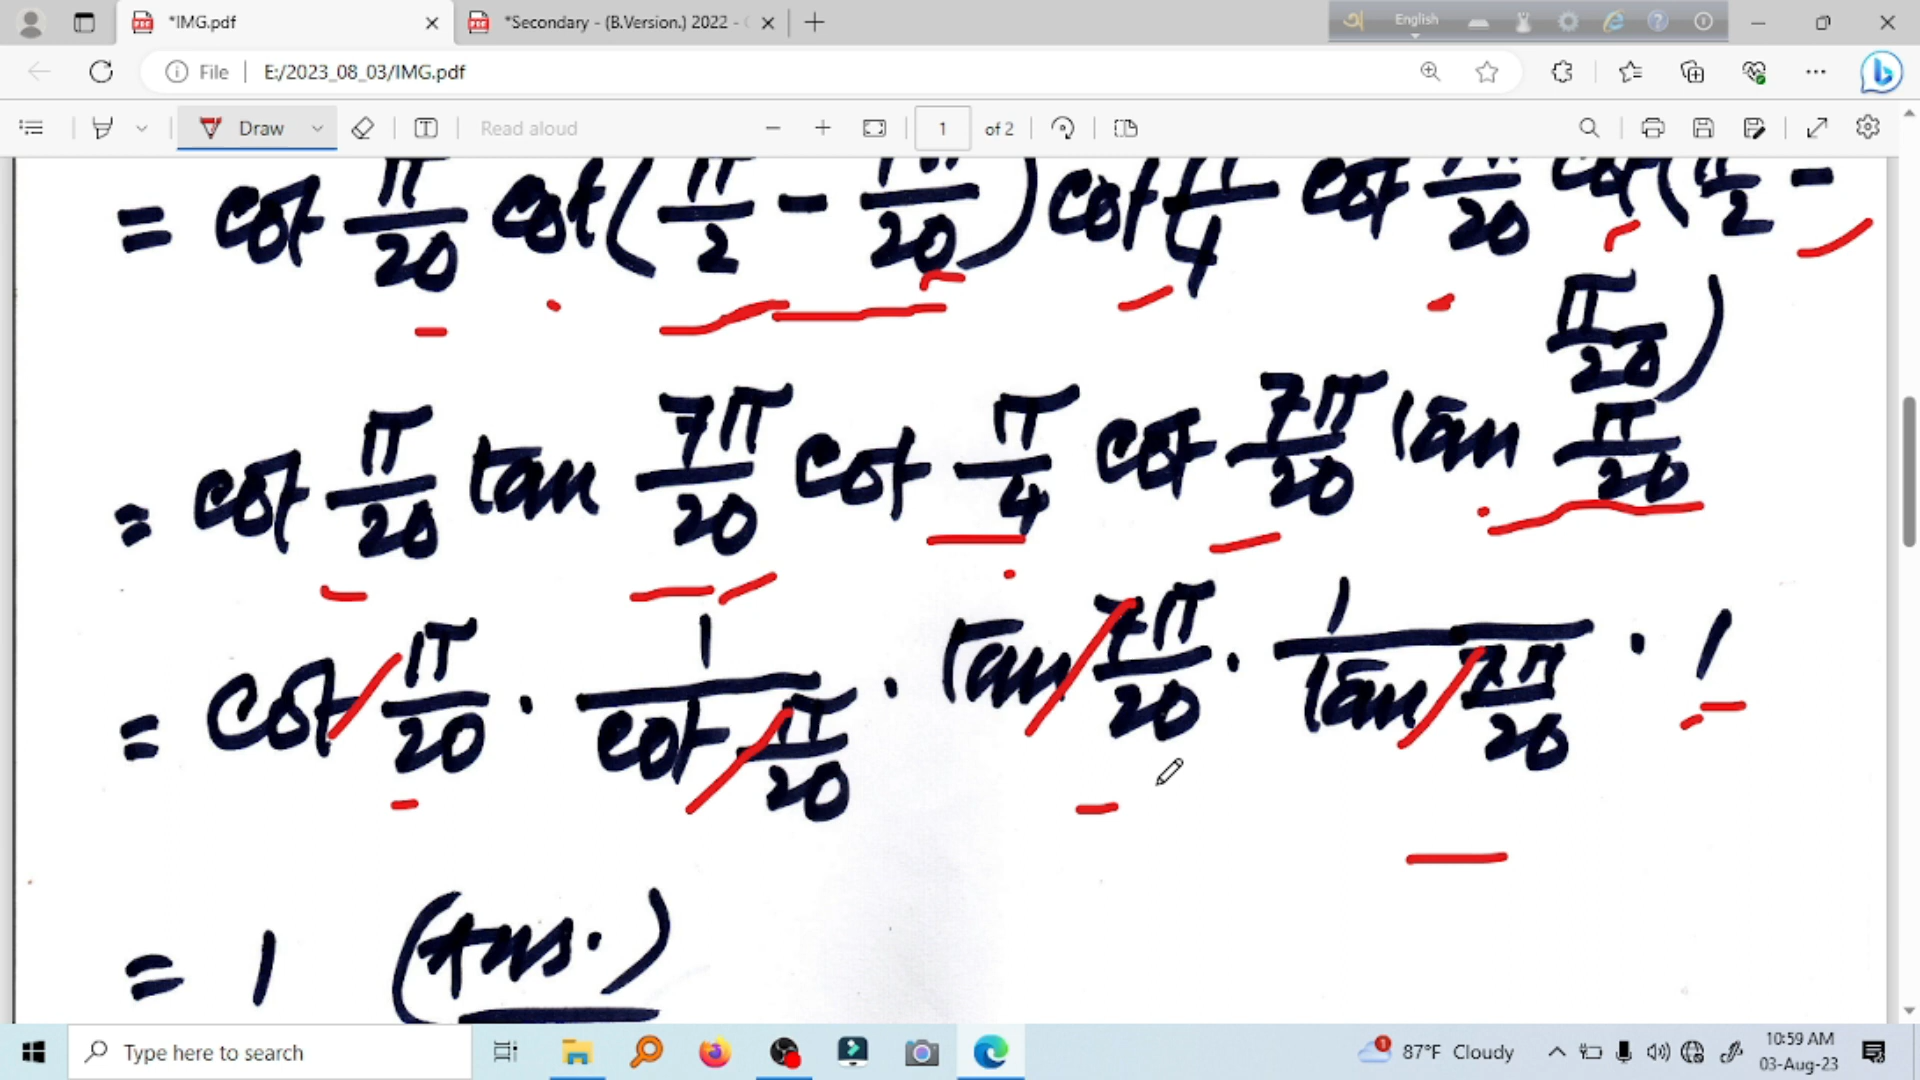 *IMG.pdf
*Secondary - (B.Version.) 2022 -
English
File
E:/2023_08_03/IMG.pdf
Draw
Read aloud
1 of 2
= cot π/20 cot(π/2 - π/20) cot π/4 cot π/20 cot(π/2 -
π/20)
= cot π/20 tan 7π/20 cot π/4 cot 7π/20 tan π/20
= cot π/20 · 1/cot π/20 · tan 7π/20 · 1/tan 7π/20 · 1
= 1 (Ans.)
Type here to search
1
87°F Cloudy
10:59 AM
03-Aug-23